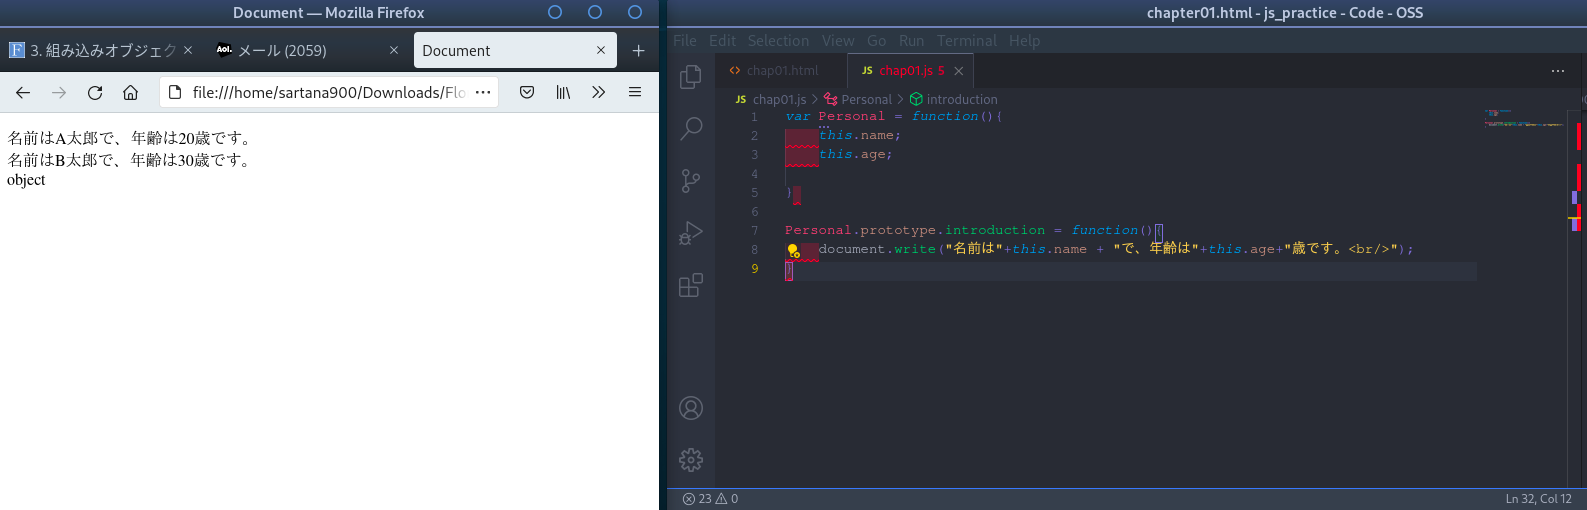 Document — Mozilla Firefox
3. 組み込みオブジェク
Aol.
メール (2059)
Document
file:///home/sartana900/Downloads/Flo
名前はA太郎で、年齢は20歳です。
名前はB太郎で、年齢は30歳です。
object
chapter01.html - js_practice - Code - OSS
File Edit Selection View Go Run Terminal Help
<> chap01.html
JS chap01.js 5
JS chap01.js > Personal > introduction
1 var Personal = function(){
2 this.name;
3 this.age;
4
5 }
6
7 Personal.prototype.introduction = function(){
8 document.write("名前は"+this.name + "で、年齢は"+this.age+"歳です。<br/>");
9 }
23 0
Ln 32, Col 12